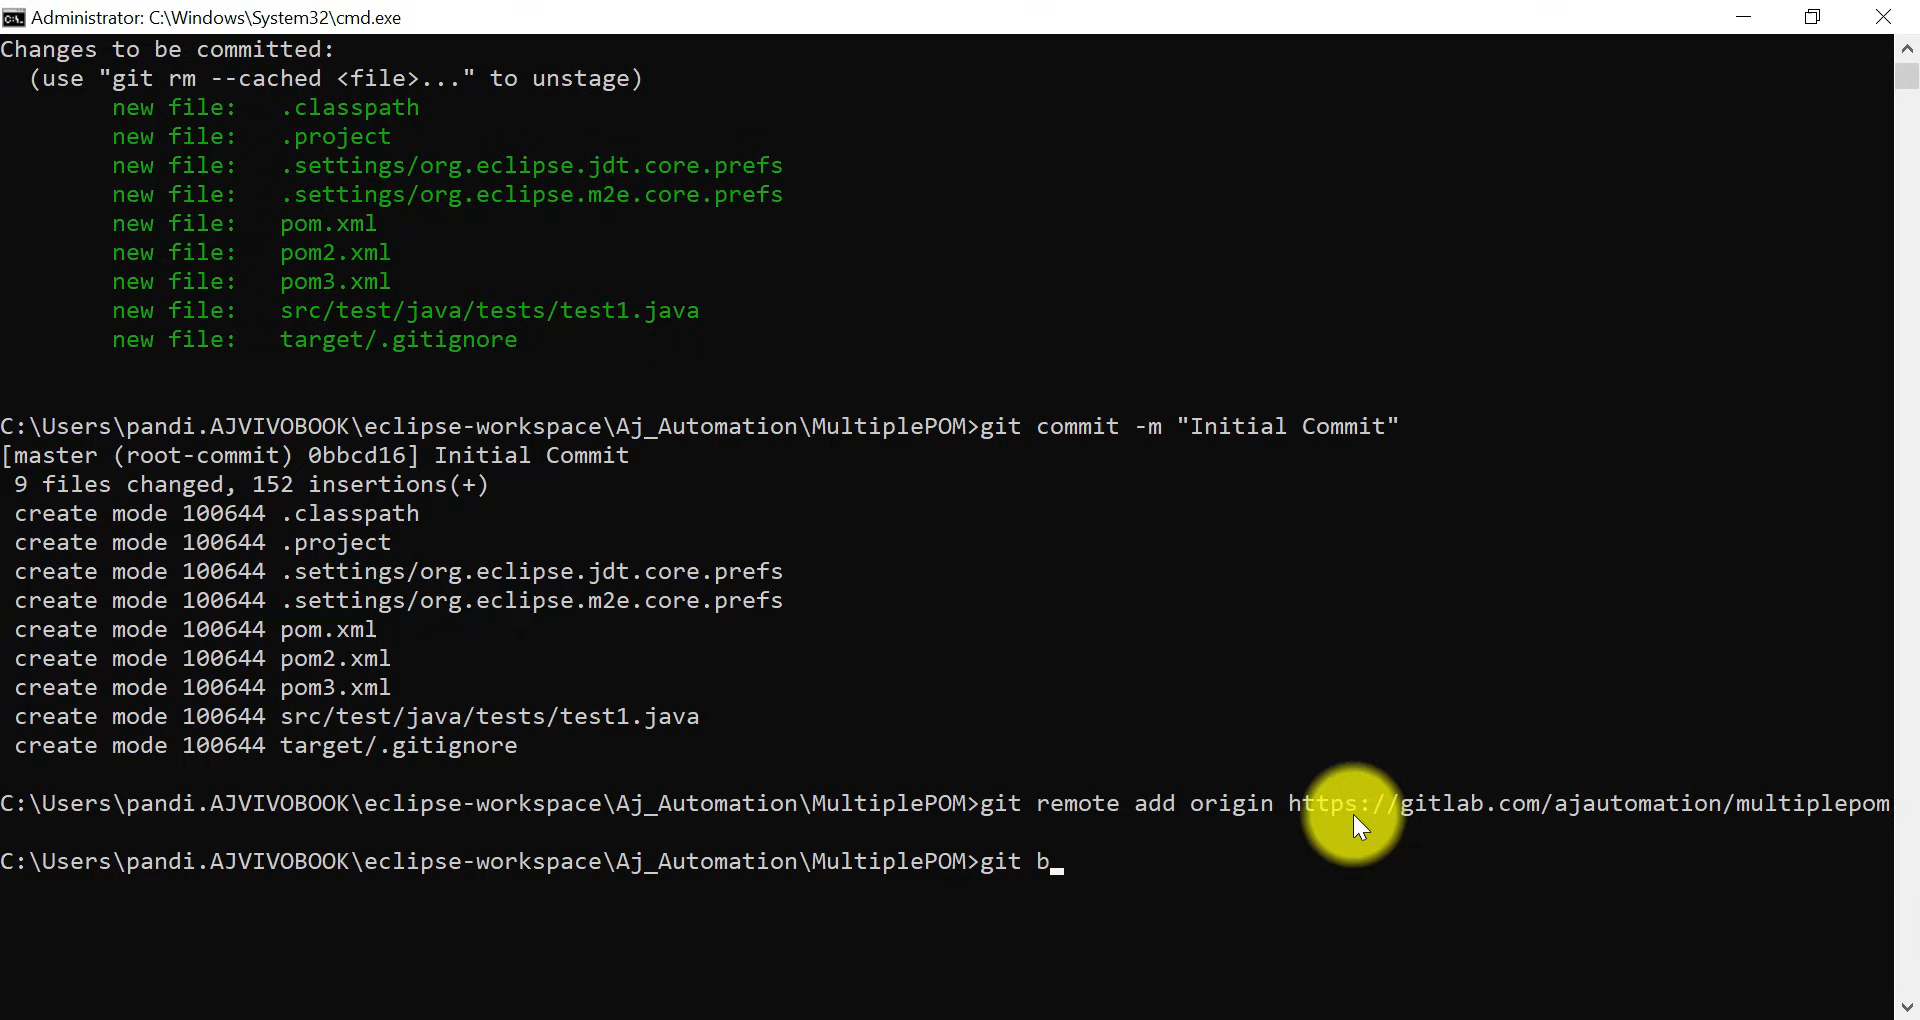 Administrator: C:\Windows\System32\cmd.exe
Changes to be committed:
  (use "git rm --cached <file>..." to unstage)
        new file:   .classpath
        new file:   .project
        new file:   .settings/org.eclipse.jdt.core.prefs
        new file:   .settings/org.eclipse.m2e.core.prefs
        new file:   pom.xml
        new file:   pom2.xml
        new file:   pom3.xml
        new file:   src/test/java/tests/test1.java
        new file:   target/.gitignore
C:\Users\pandi.AJVIVOBOOK\eclipse-workspace\Aj_Automation\MultiplePOM>git commit -m "Initial Commit"
[master (root-commit) 0bbcd16] Initial Commit
 9 files changed, 152 insertions(+)
 create mode 100644 .classpath
 create mode 100644 .project
 create mode 100644 .settings/org.eclipse.jdt.core.prefs
 create mode 100644 .settings/org.eclipse.m2e.core.prefs
 create mode 100644 pom.xml
 create mode 100644 pom2.xml
 create mode 100644 pom3.xml
 create mode 100644 src/test/java/tests/test1.java
 create mode 100644 target/.gitignore
C:\Users\pandi.AJVIVOBOOK\eclipse-workspace\Aj_Automation\MultiplePOM>git remote add origin https://gitlab.com/ajautomation/multiplepom
C:\Users\pandi.AJVIVOBOOK\eclipse-workspace\Aj_Automation\MultiplePOM>git b_